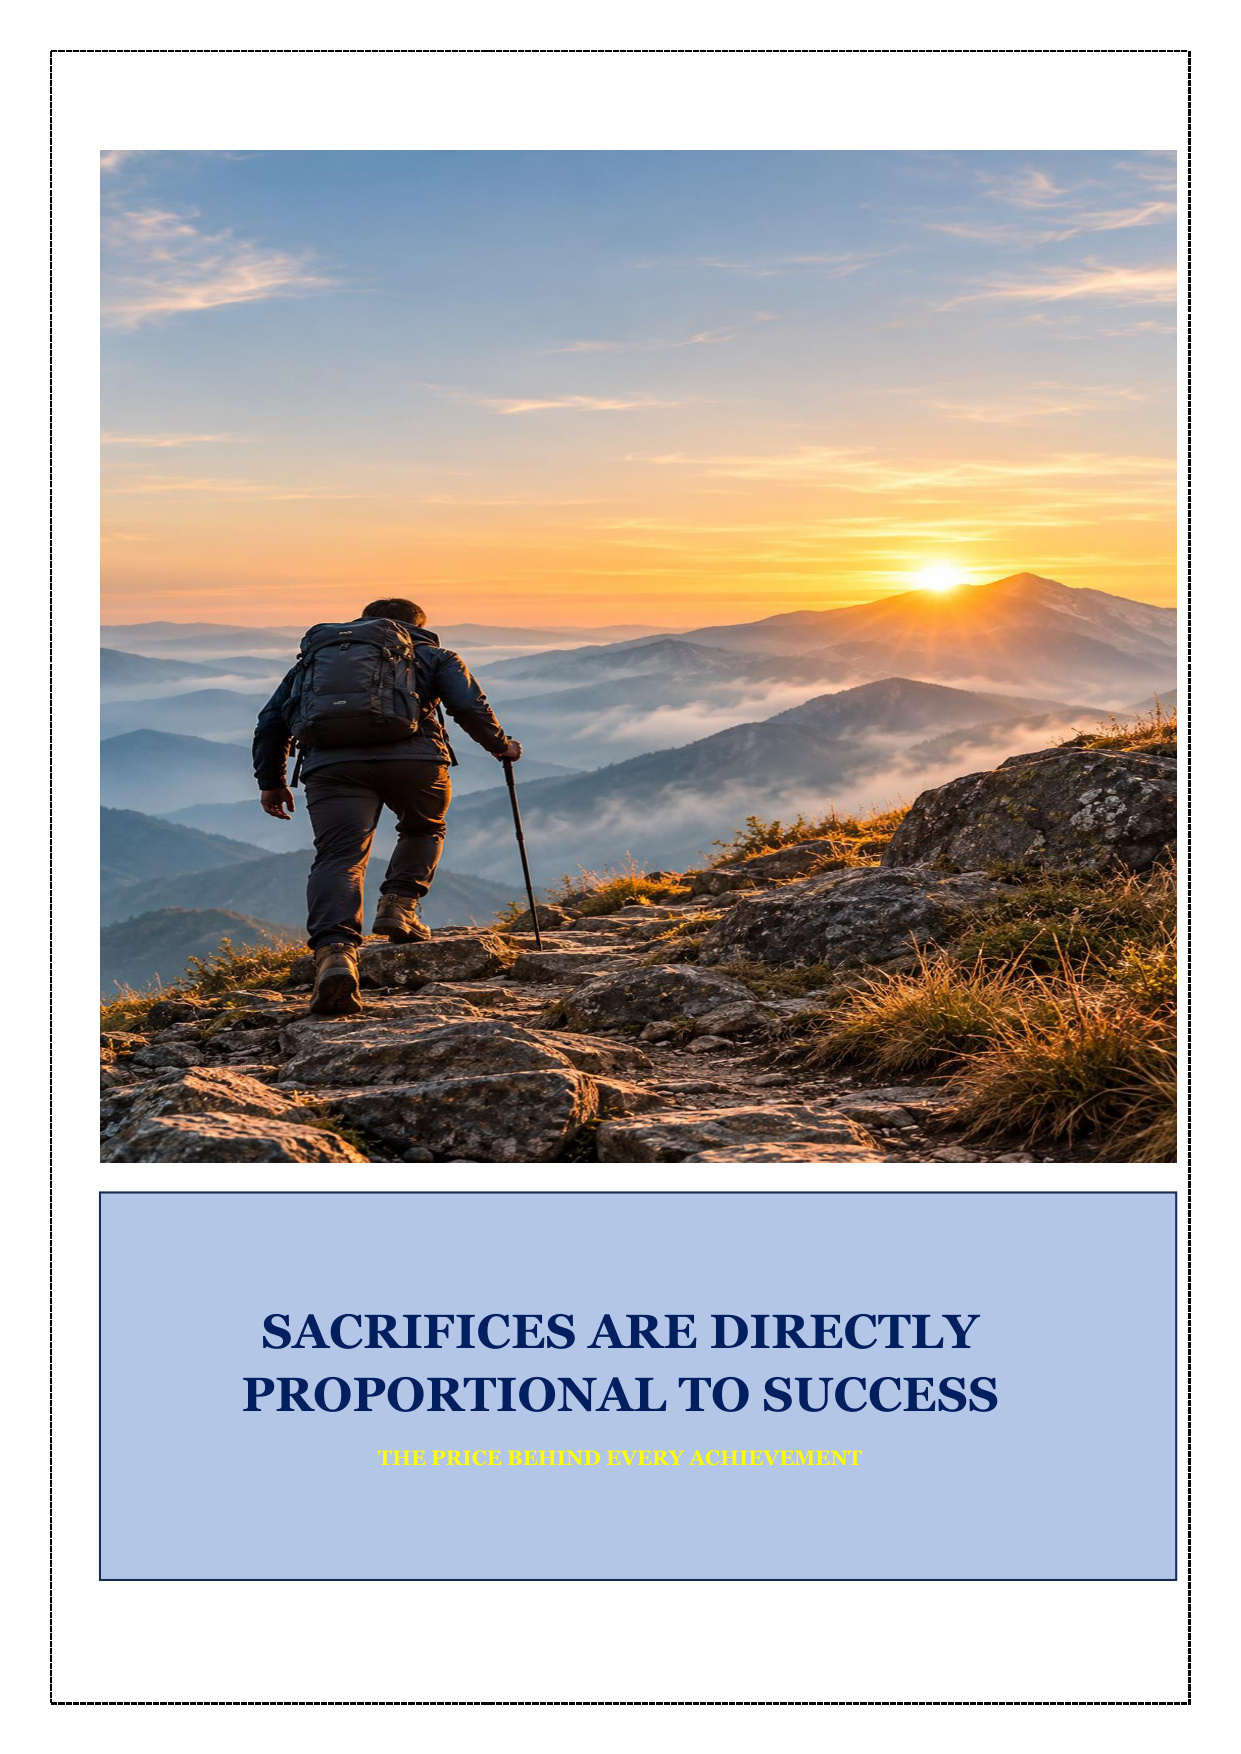 SACRIFICES ARE DIRECTLY
PROPORTIONAL TO SUCCESS
THE PRICE BEHIND EVERY ACHIEVEMENT